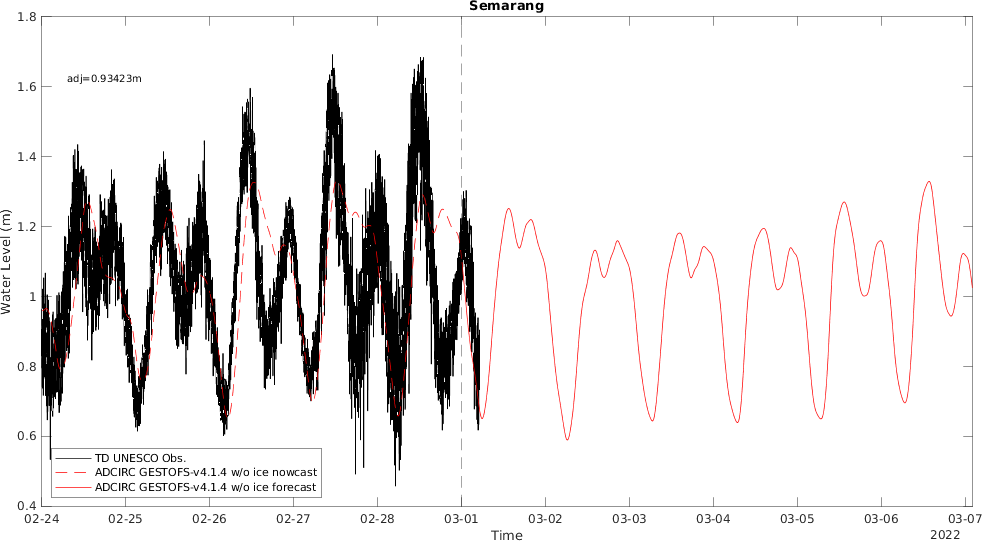 Semarang
1.8
1.6
1.4
1.2
1
0.8
0.6
0.4
Water Level (m)
adj=0.93423m
TD UNESCO Obs.
ADCIRC GESTOFS-v4.1.4 w/o ice nowcast
ADCIRC GESTOFS-v4.1.4 w/o ice forecast
02-24 02-25 02-26 02-27 02-28 03-01 03-02 03-03 03-04 03-05 03-06 03-07
Time
2022